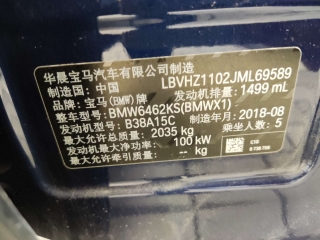 华晨宝马汽车有限公司制造
制造国: 中国 LBVHZ1102JML69589
品牌: 宝马(BMW)牌 发动机排量: 1499 mL
整车型号: BMW6462KS(BMWX1)
发动机型号: B38A15C 制造年月: 2018-08
最大允许总质量: 2035 kg 乘坐人数: 5
发动机最大净功率: 100 kW
最大允许牵引质量: -- kg